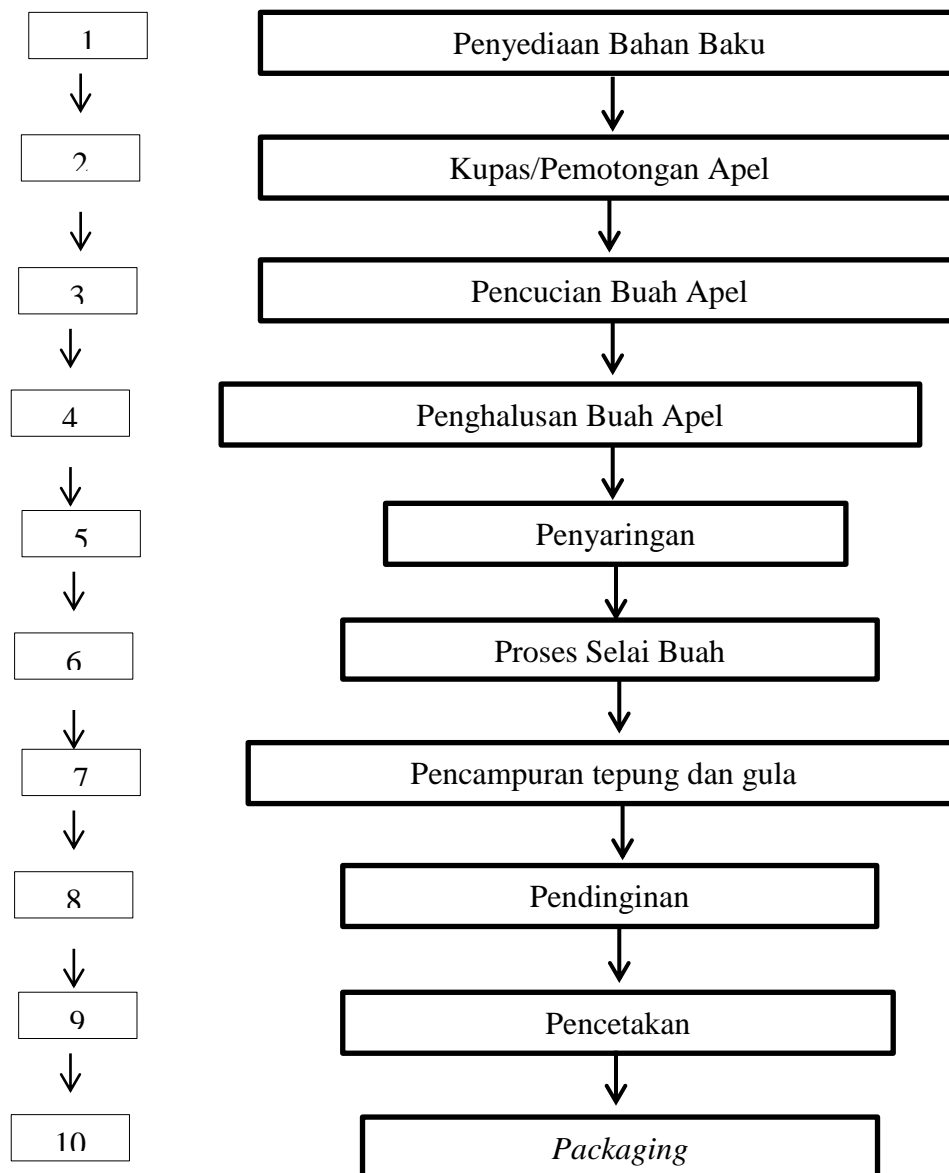 1
Penyediaan Bahan Baku
2
Kupas/Pemotongan Apel
3
Pencucian Buah Apel
4
Penghalusan Buah Apel
5
Penyaringan
6
Proses Selai Buah
7
Pencampuran tepung dan gula
8
Pendinginan
9
Pencetakan
10
Packaging